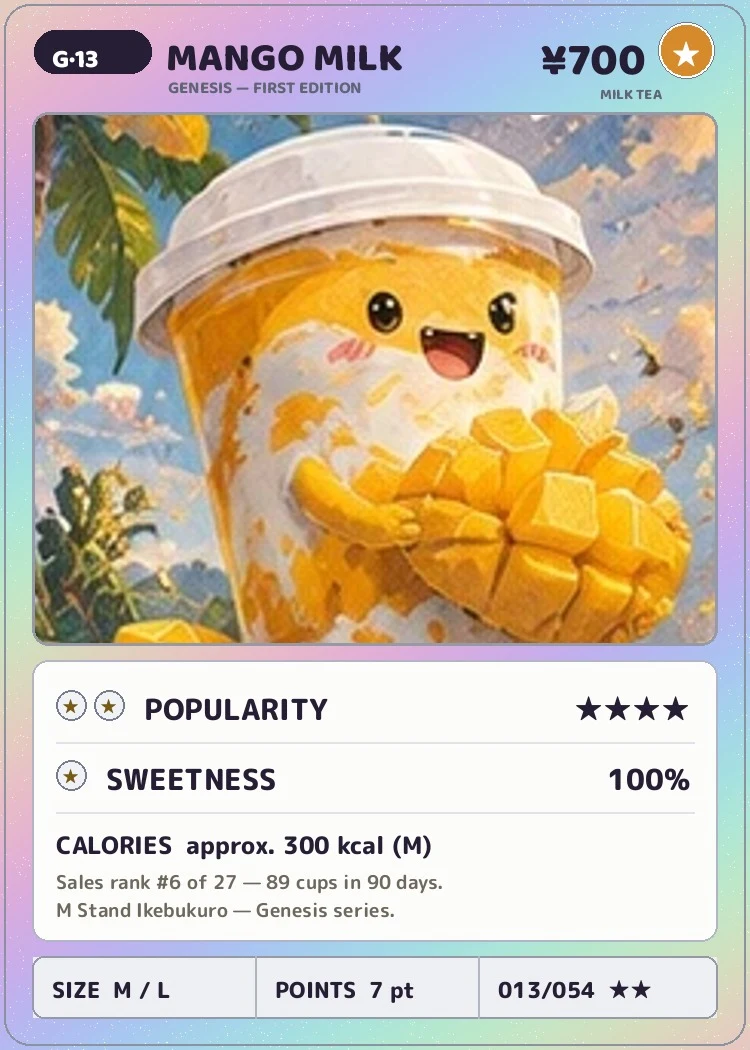 G·13 MANGO MILK ¥700 ★
GENESIS — FIRST EDITION
MILK TEA
★ ★ POPULARITY ★★★★
★ SWEETNESS 100%
CALORIES approx. 300 kcal (M)
Sales rank #6 of 27 — 89 cups in 90 days.
M Stand Ikebukuro — Genesis series.
SIZE M / L POINTS 7 pt 013/054 ★★